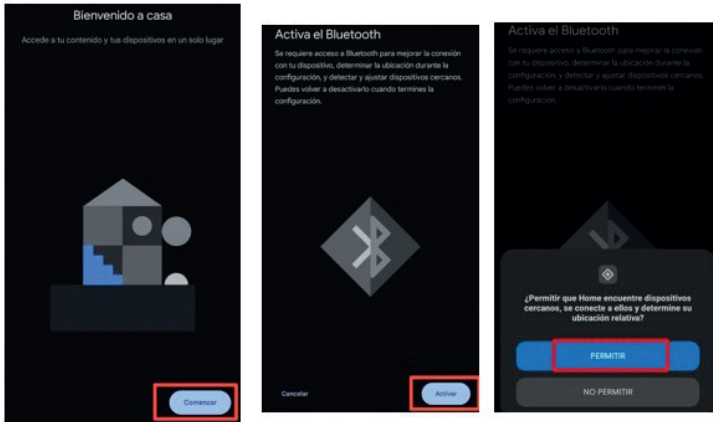 Bienvenido a casa
Accede a tu contenido y tus dispositivos en un solo lugar
Comenzar
Activa el Bluetooth
Se requiere acceso a Bluetooth para mejorar la conexión
con tu dispositivo, determinar la ubicación durante la
configuración, y detectar y ajustar dispositivos cercanos.
Puedes volver a desactivarlo cuando termines la
configuración.
Cancelar
Activar
Activa el Bluetooth
Se requiere acceso a Bluetooth para mejorar la conexión
con tu dispositivo, determinar la ubicación durante la
configuración, y detectar y ajustar dispositivos cercanos.
Puedes volver a desactivarlo cuando termines la
configuración.
¿Permitir que Home encuentre dispositivos
cercanos, se conecte a ellos y determine su
ubicación relativa?
PERMITIR
NO PERMITIR